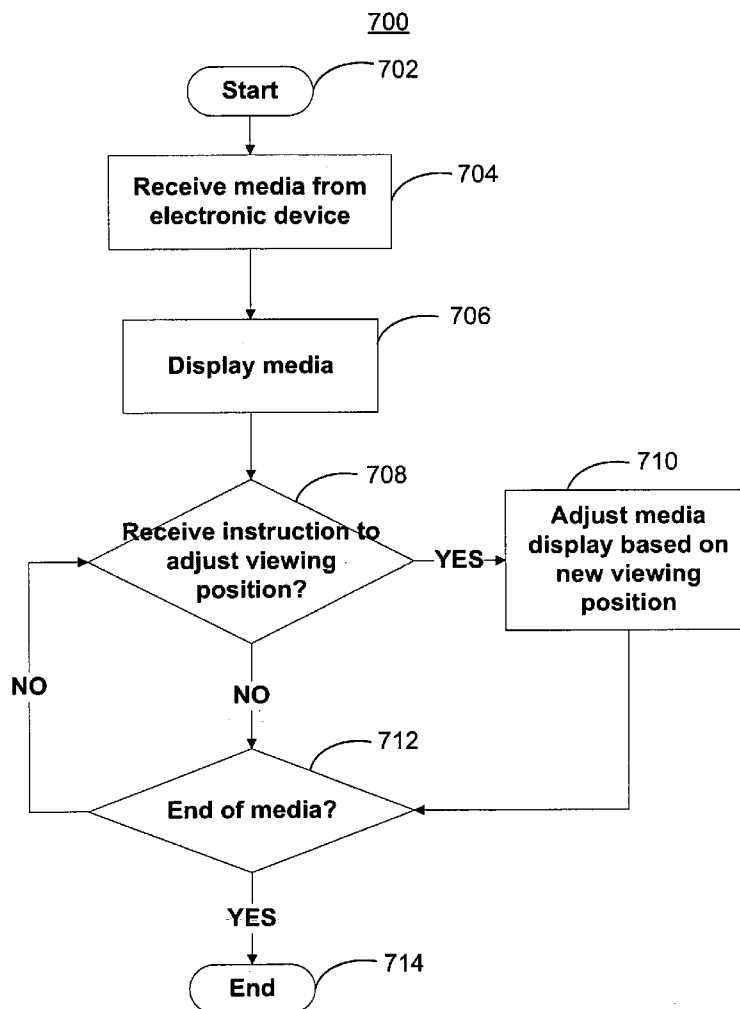 700
Start
702
Receive media from
electronic device
704
Display media
706
Receive instruction to
adjust viewing
position?
708
YES
Adjust media
display based on
new viewing
position
710
NO
NO
End of media?
712
YES
End
714